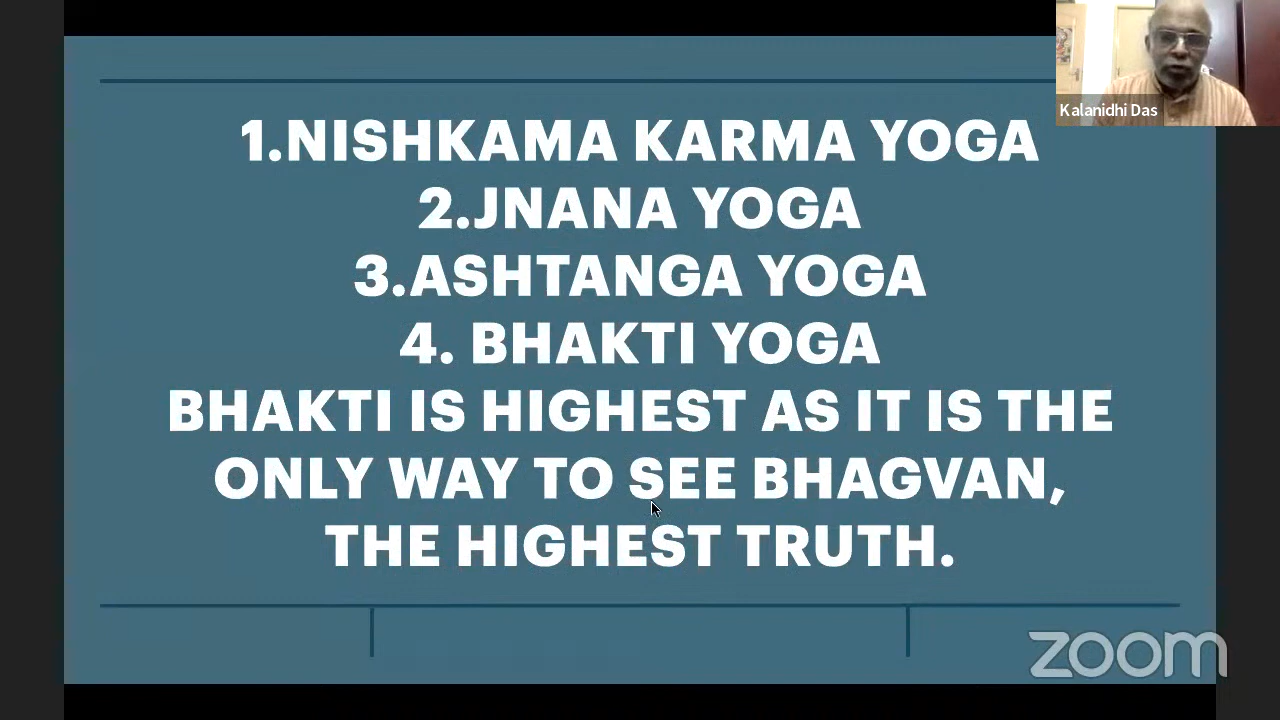 Kalanidhi Das
1.NISHKAMA KARMA YOGA
2.JNANA YOGA
3.ASHTANGA YOGA
4. BHAKTI YOGA
BHAKTI IS HIGHEST AS IT IS THE
ONLY WAY TO SEE BHAGVAN,
THE HIGHEST TRUTH.
zoom